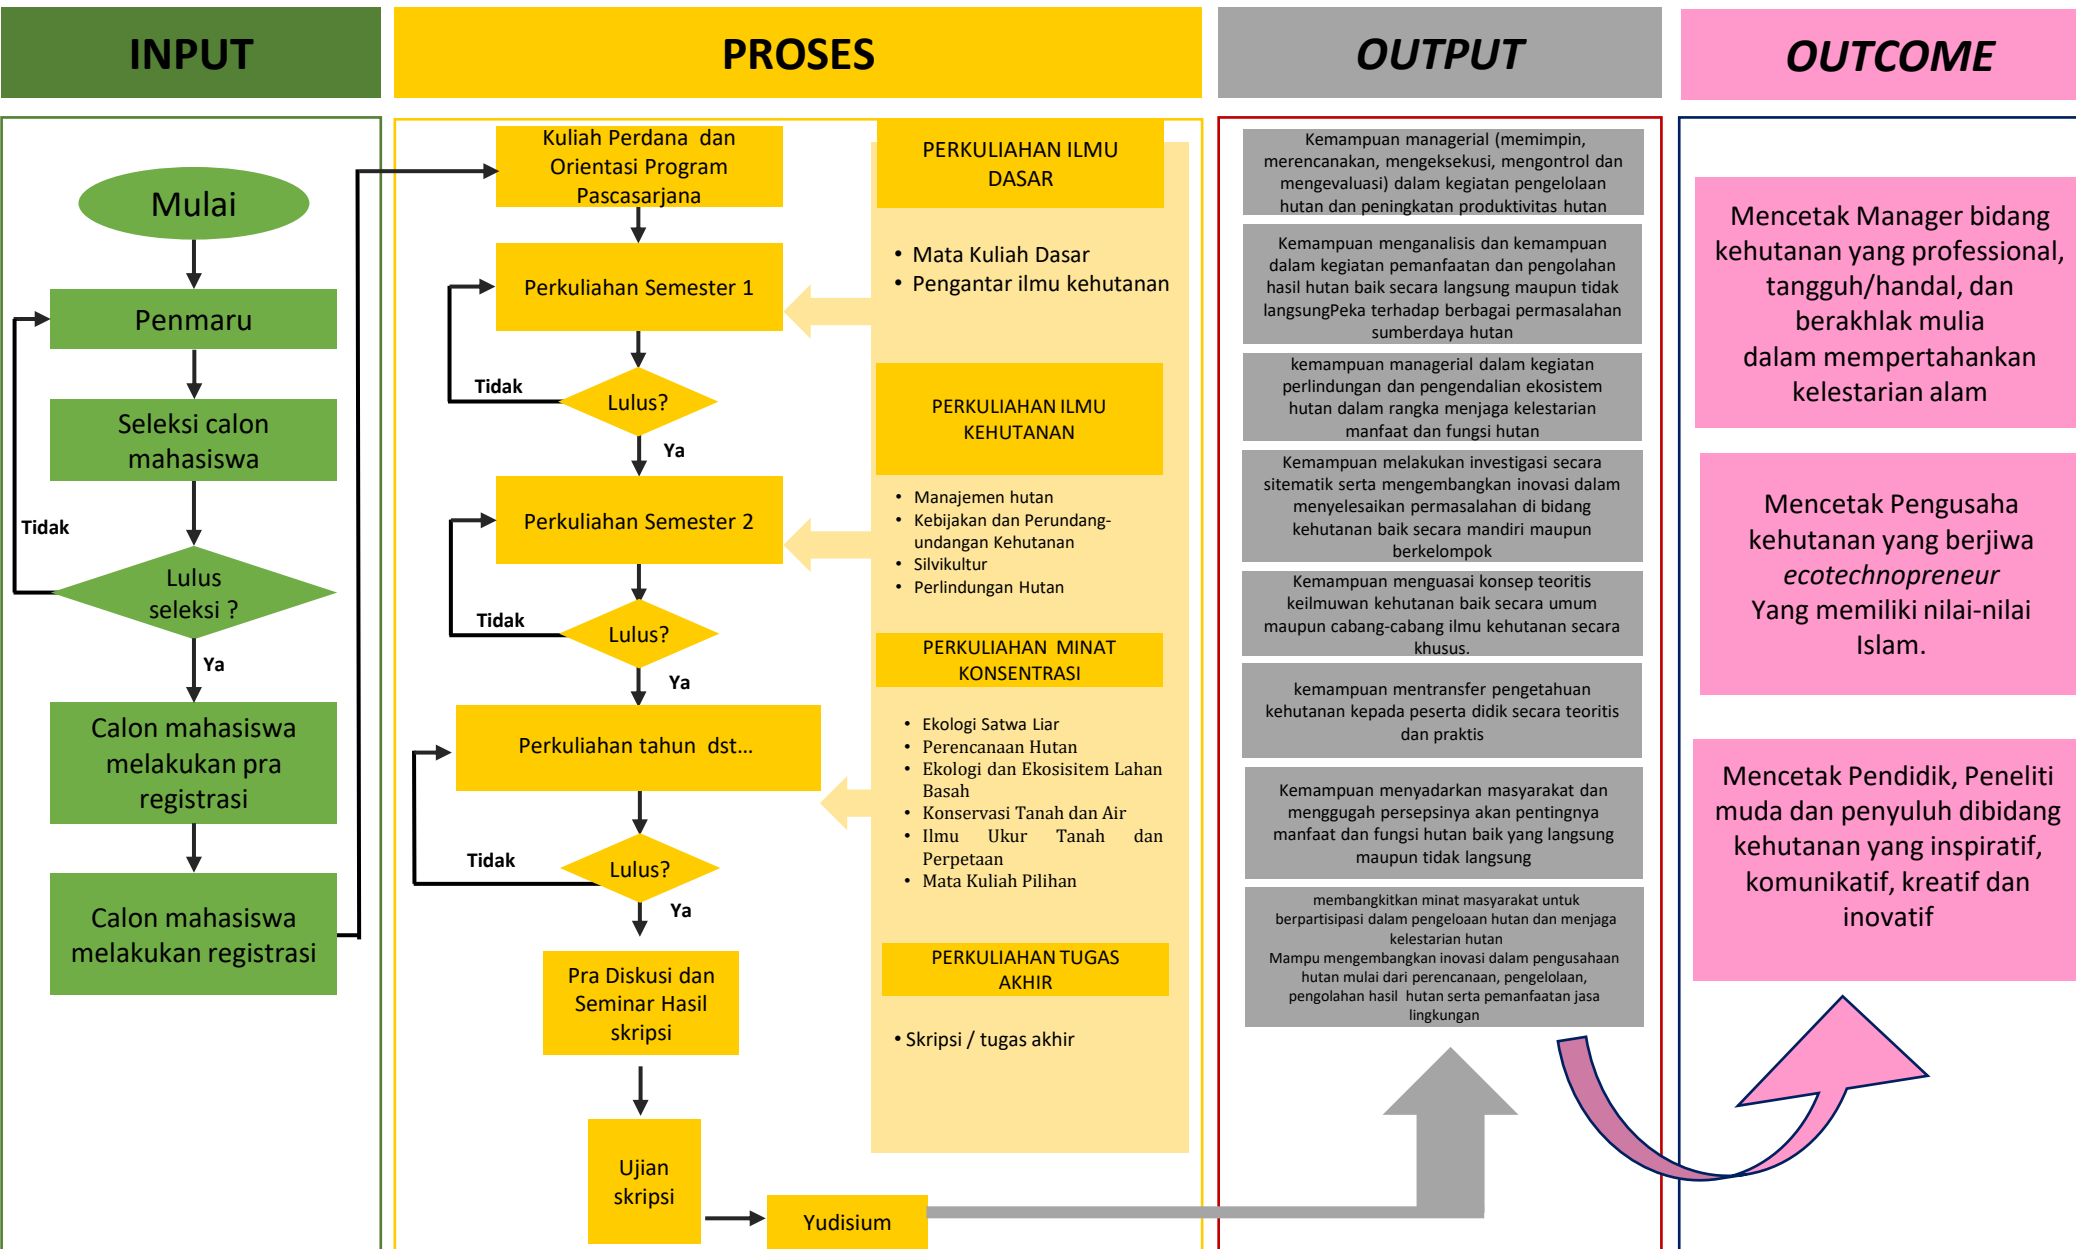 INPUT
PROSES
OUTPUT
OUTCOME
Mulai
Penmaru
Seleksi calon
mahasiswa
Tidak
Lulus
seleksi ?
Ya
Calon mahasiswa
melakukan pra
registrasi
Calon mahasiswa
melakukan registrasi
Kuliah Perdana dan
Orientasi Program
Pascasarjana
Perkuliahan Semester 1
Tidak
Lulus?
Ya
Perkuliahan Semester 2
Tidak
Lulus?
Ya
Perkuliahan tahun dst...
Tidak
Lulus?
Ya
Pra Diskusi dan
Seminar Hasil
skripsi
Ujian
skripsi
Yudisium
PERKULIAHAN ILMU
DASAR
• Mata Kuliah Dasar
• Pengantar ilmu kehutanan
PERKULIAHAN ILMU
KEHUTANAN
• Manajemen hutan
• Kebijakan dan Perundang-
undangan Kehutanan
• Silvikultur
• Perlindungan Hutan
PERKULIAHAN MINAT
KONSENTRASI
• Ekologi Satwa Liar
• Perencanaan Hutan
• Ekologi dan Ekosisitem Lahan
Basah
• Konservasi Tanah dan Air
• Ilmu Ukur Tanah dan
Perpetaan
• Mata Kuliah Pilihan
PERKULIAHAN TUGAS
AKHIR
• Skripsi / tugas akhir
Kemampuan managerial (memimpin,
merencanakan, mengeksekusi, mengontrol dan
mengevaluasi) dalam kegiatan pengelolaan
hutan dan peningkatan produktivitas hutan
Kemampuan menganalisis dan kemampuan
dalam kegiatan pemanfaatan dan pengolahan
hasil hutan baik secara langsung maupun tidak
langsungPeka terhadap berbagai permasalahan
sumberdaya hutan
kemampuan managerial dalam kegiatan
perlindungan dan pengendalian ekosistem
hutan dalam rangka menjaga kelestarian
manfaat dan fungsi hutan
Kemampuan melakukan investigasi secara
sitematik serta mengembangkan inovasi dalam
menyelesaikan permasalahan di bidang
kehutanan baik secara mandiri maupun
berkelompok
Kemampuan menguasai konsep teoritis
keilmuwan kehutanan baik secara umum
maupun cabang-cabang ilmu kehutanan secara
khusus.
kemampuan mentransfer pengetahuan
kehutanan kepada peserta didik secara teoritis
dan praktis
Kemampuan menyadarkan masyarakat dan
menggugah persepsinya akan pentingnya
manfaat dan fungsi hutan baik yang langsung
maupun tidak langsung
membangkitkan minat masyarakat untuk
berpartisipasi dalam pengeloaan hutan dan menjaga
kelestarian hutan
Mampu mengembangkan inovasi dalam pengusahaan
hutan mulai dari perencanaan, pengelolaan,
pengolahan hasil hutan serta pemanfaatan jasa
lingkungan
Mencetak Manager bidang
kehutanan yang professional,
tangguh/handal, dan
berakhlak mulia
dalam mempertahankan
kelestarian alam
Mencetak Pengusaha
kehutanan yang berjiwa
ecotechnopreneur
Yang memiliki nilai-nilai
Islam.
Mencetak Pendidik, Peneliti
muda dan penyuluh dibidang
kehutanan yang inspiratif,
komunikatif, kreatif dan
inovatif